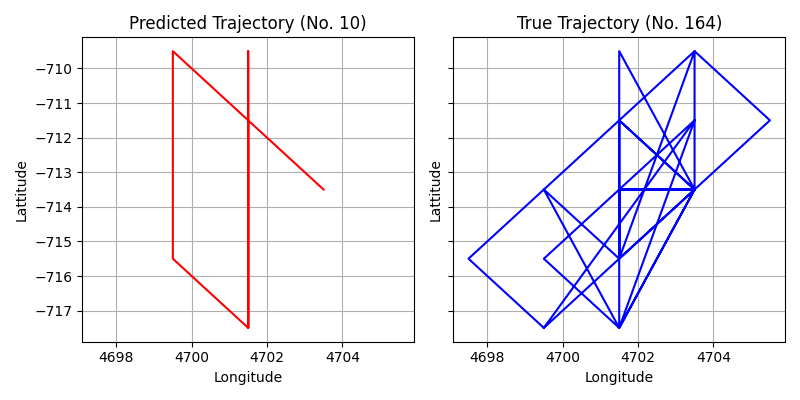 Predicted Trajectory (No. 10)
Lattitude
−710
−711
−712
−713
−714
−715
−716
−717
4698 4700 4702 4704
Longitude
True Trajectory (No. 164)
Lattitude
4698 4700 4702 4704
Longitude